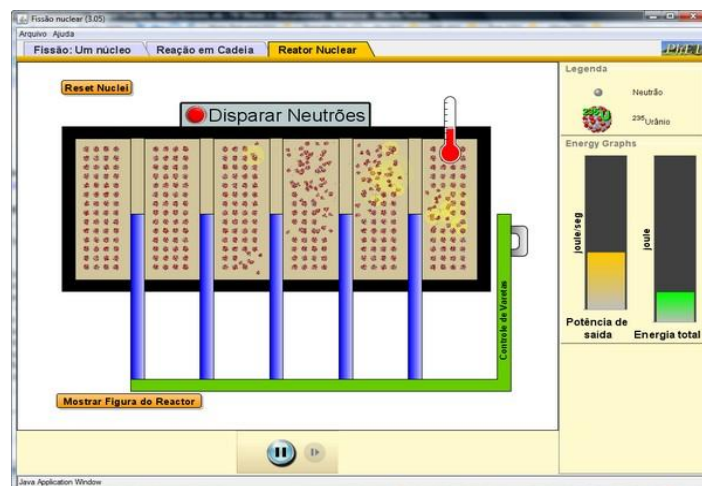 Fissão nuclear (3.05)
Arquivo Ajuda
Fissão: Um núcleo
Reação em Cadeia
Reator Nuclear
PhET
Reset Nuclei
Disparar Neutrões
Controle de Varetas
Mostrar Figura do Reactor
Legenda
Neutrão
235
235Urânio
Energy Graphs
joule/seg
joule
Potência de
saída
Energia total
Java Application Window